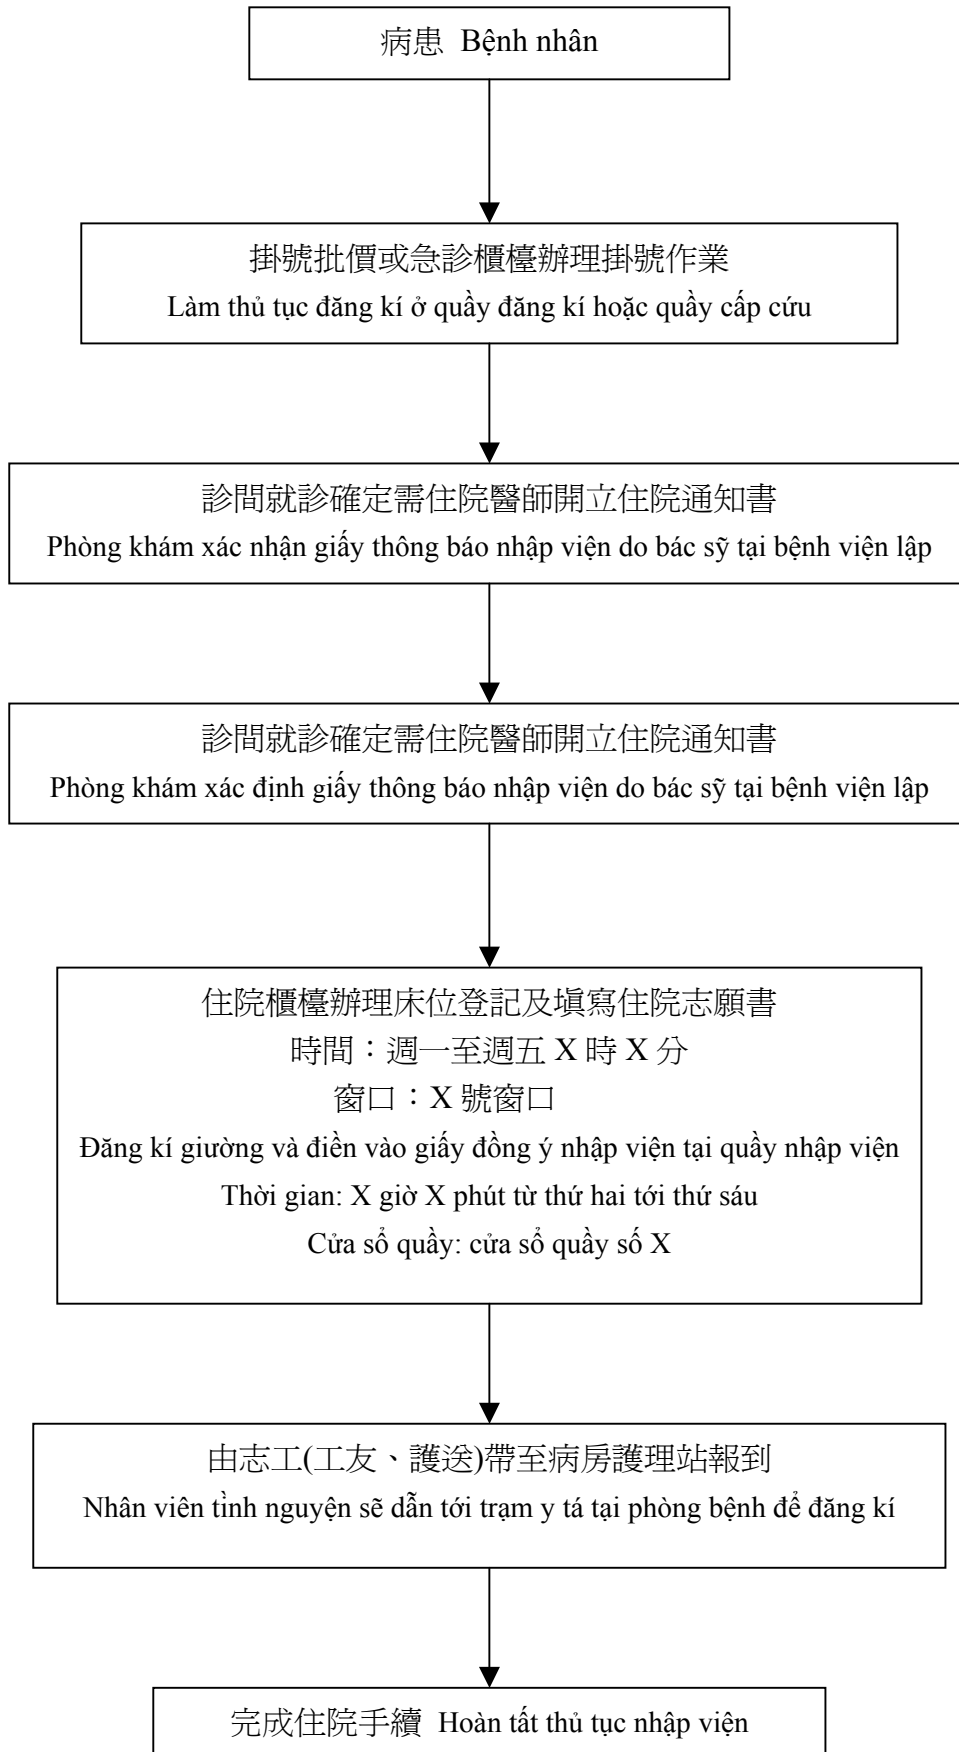 病患 Bệnh nhân
掛號批價或急診櫃檯辦理掛號作業
Làm thủ tục đăng kí ở quầy đăng kí hoặc quầy cấp cứu
診間就診確定需住院醫師開立住院通知書
Phòng khám xác nhận giấy thông báo nhập viện do bác sỹ tại bệnh viện lập
診間就診確定需住院醫師開立住院通知書
Phòng khám xác định giấy thông báo nhập viện do bác sỹ tại bệnh viện lập
住院櫃檯辦理床位登記及填寫住院志願書
時間：週一至週五 X 時 X 分
窗口：X 號窗口
Đăng kí giường và điền vào giấy đồng ý nhập viện tại quầy nhập viện
Thời gian: X giờ X phút từ thứ hai tới thứ sáu
Cửa sổ quầy: cửa sổ quầy số X
由志工(工友、護送)帶至病房護理站報到
Nhân viên tình nguyện sẽ dẫn tới trạm y tá tại phòng bệnh để đăng kí
完成住院手續 Hoàn tất thủ tục nhập viện